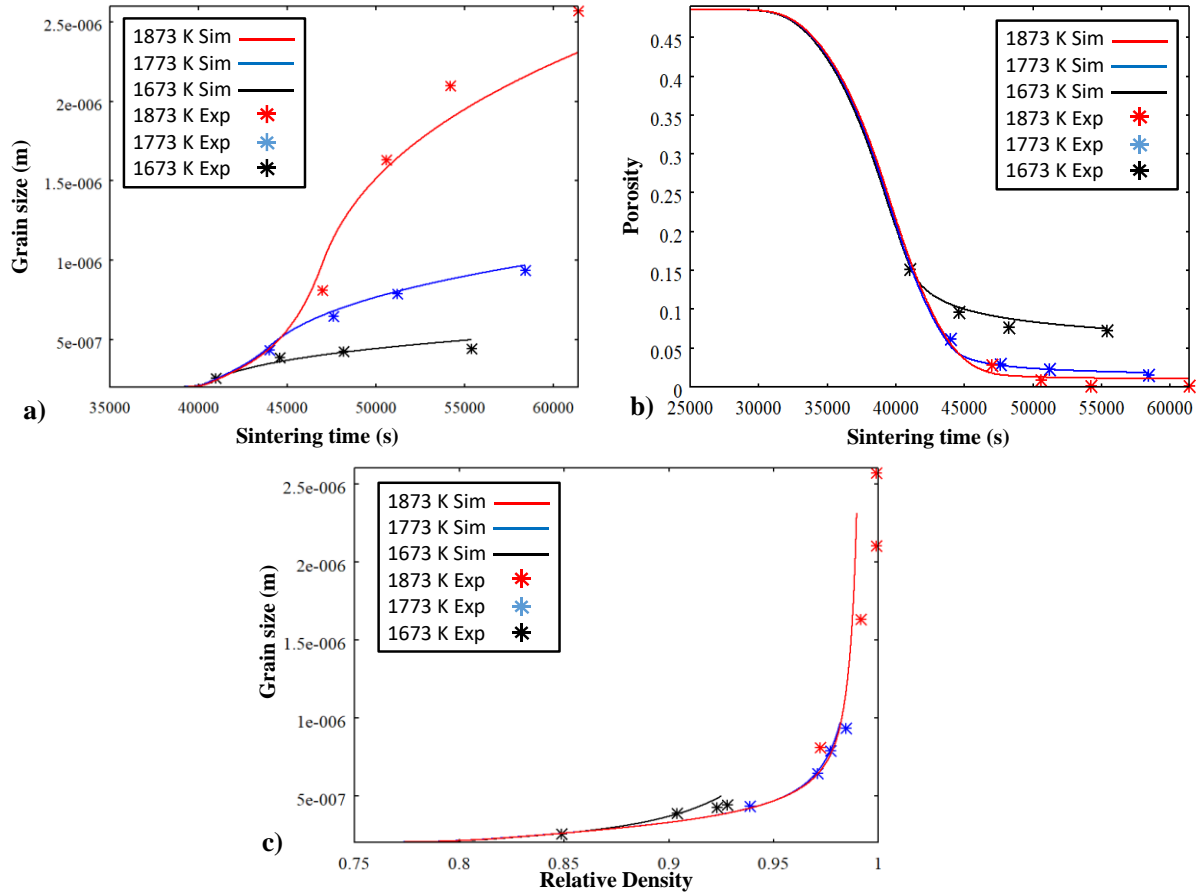 2.5e-006
2e-006
1.5e-006
1e-006
5e-007
Grain size (m)
1873 K Sim
1773 K Sim
1673 K Sim
1873 K Exp
1773 K Exp
1673 K Exp
35000 40000 45000 50000 55000 60000
Sintering time (s)
a)
0.45
0.4
0.35
0.3
0.25
0.2
0.15
0.1
0.05
0
Porosity
1873 K Sim
1773 K Sim
1673 K Sim
1873 K Exp
1773 K Exp
1673 K Exp
25000 30000 35000 40000 45000 50000 55000 60000
Sintering time (s)
b)
2.5e-006
2e-006
1.5e-006
1e-006
5e-007
Grain size (m)
1873 K Sim
1773 K Sim
1673 K Sim
1873 K Exp
1773 K Exp
1673 K Exp
c)
0.75 0.8 0.85 0.9 0.95 1
Relative Density